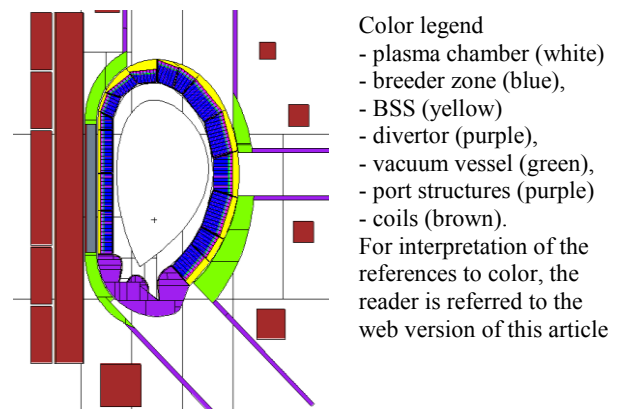 Color legend
- plasma chamber (white)
- breeder zone (blue),
- BSS (yellow)
- divertor (purple),
- vacuum vessel (green),
- port structures (purple)
- coils (brown).
For interpretation of the
references to color, the
reader is referred to the
web version of this article